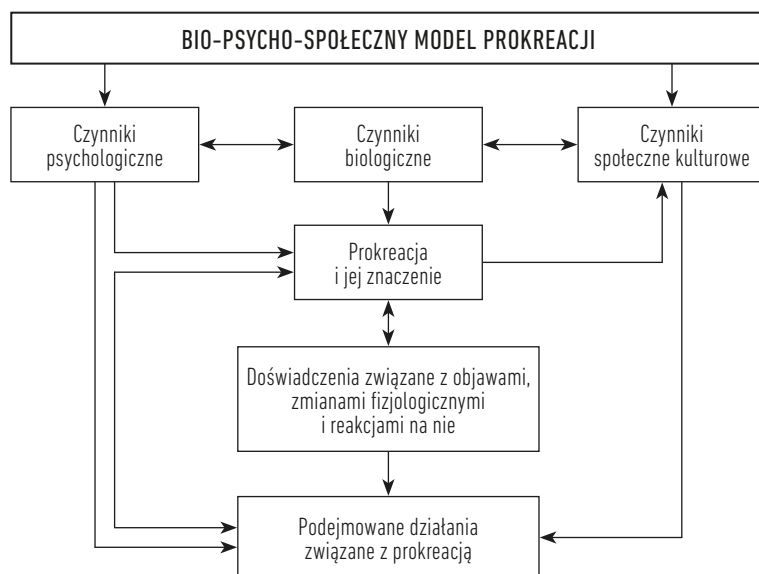 BIO-PSYCHO-SPOŁECZNY MODEL PROKREACJI
Czynniki
psychologiczne
Czynniki
biologiczne
Czynniki
społeczne kulturowe
Prokreacja
i jej znaczenie
Doświadczenia związane z objawami,
zmianami fizjologicznymi
i reakcjami na nie
Podejmowane działania
związane z prokreacją